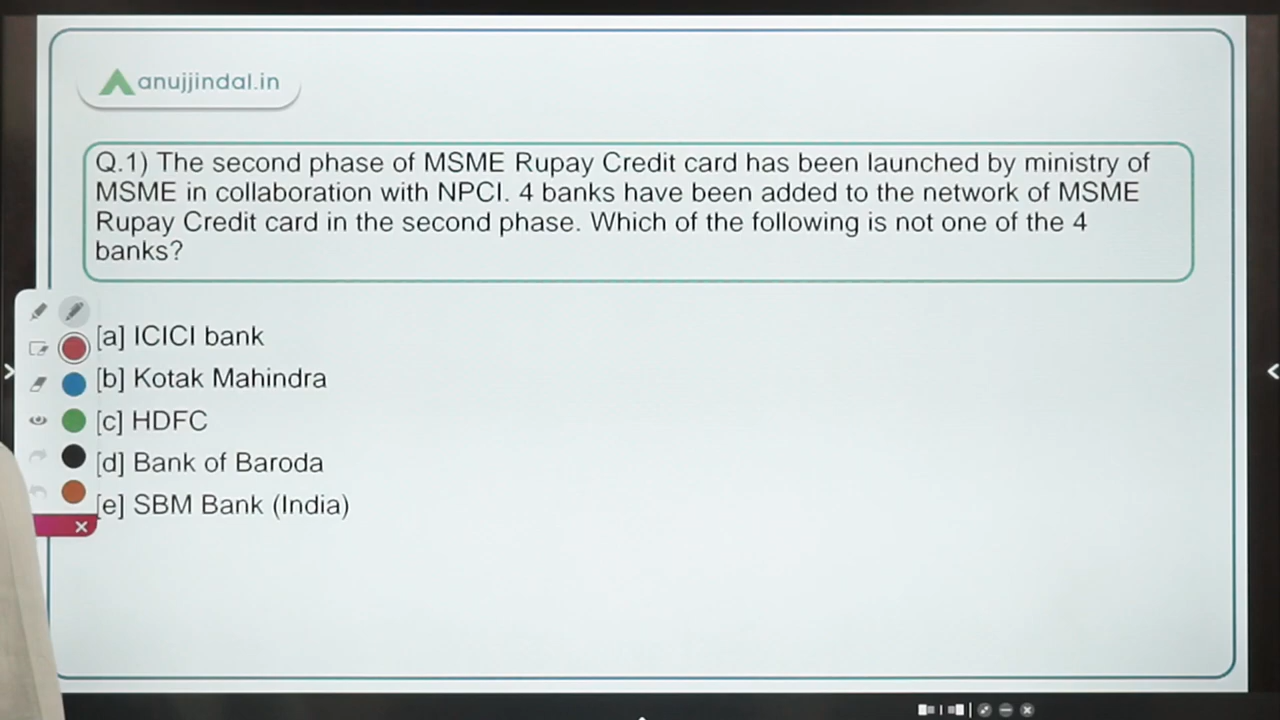 anujjindal.in
Q.1) The second phase of MSME Rupay Credit card has been launched by ministry of
MSME in collaboration with NPCI. 4 banks have been added to the network of MSME
Rupay Credit card in the second phase. Which of the following is not one of the 4
banks?
[a] ICICI bank
[b] Kotak Mahindra
[c] HDFC
[d] Bank of Baroda
[e] SBM Bank (India)